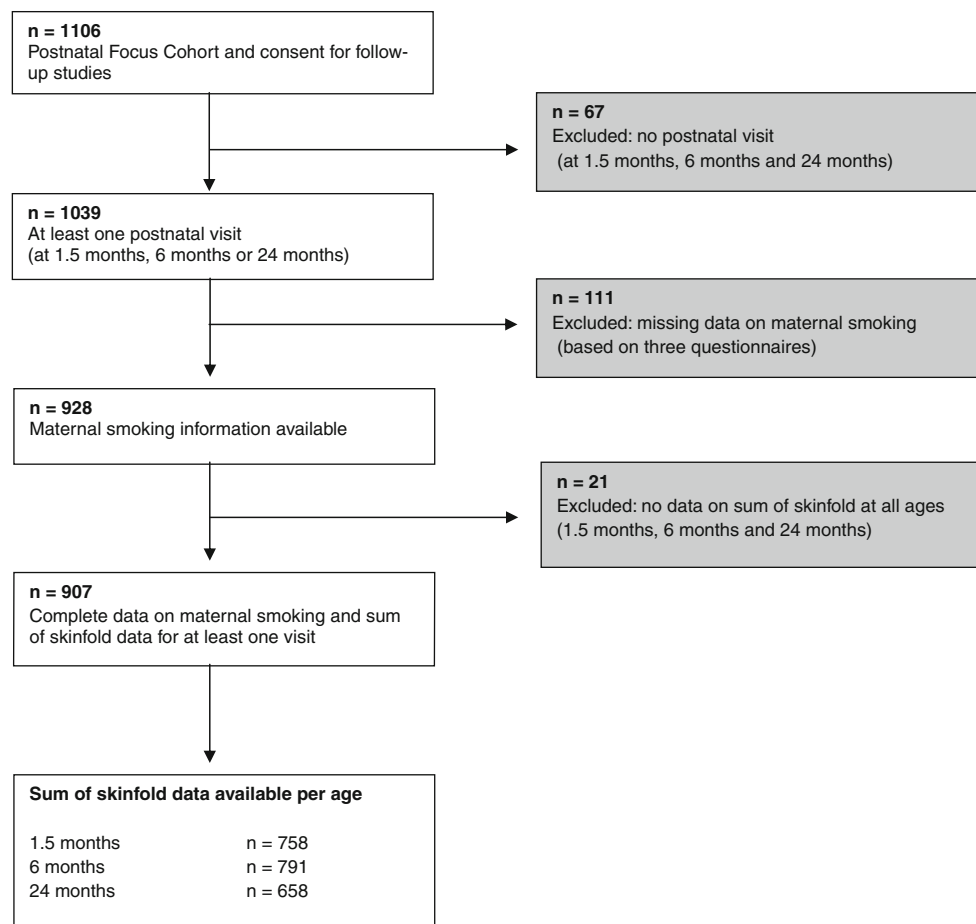 n = 1106
Postnatal Focus Cohort and consent for follow-
up studies
n = 67
Excluded: no postnatal visit
(at 1.5 months, 6 months and 24 months)
n = 1039
At least one postnatal visit
(at 1.5 months, 6 months or 24 months)
n = 111
Excluded: missing data on maternal smoking
(based on three questionnaires)
n = 928
Maternal smoking information available
n = 21
Excluded: no data on sum of skinfold at all ages
(1.5 months, 6 months and 24 months)
n = 907
Complete data on maternal smoking and sum
of skinfold data for at least one visit
Sum of skinfold data available per age
1.5 months n = 758
6 months n = 791
24 months n = 658